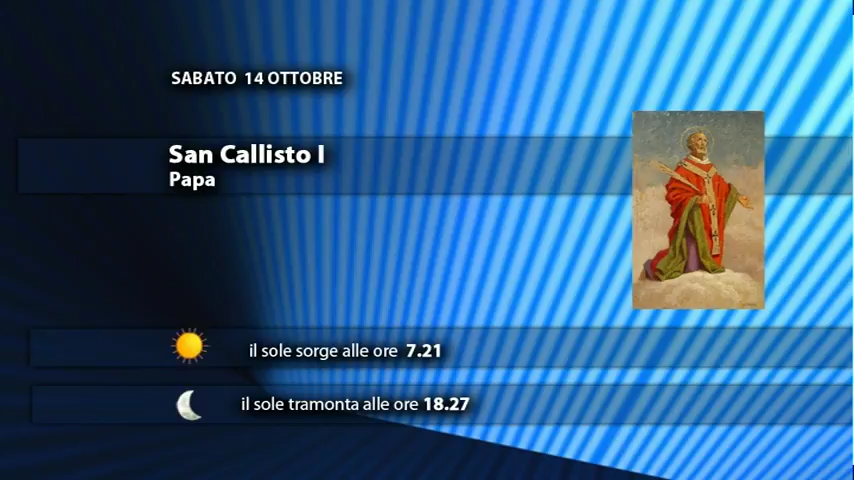 SABATO 14 OTTOBRE
San Callisto I
Papa
il sole sorge alle ore 7.21
il sole tramonta alle ore 18.27